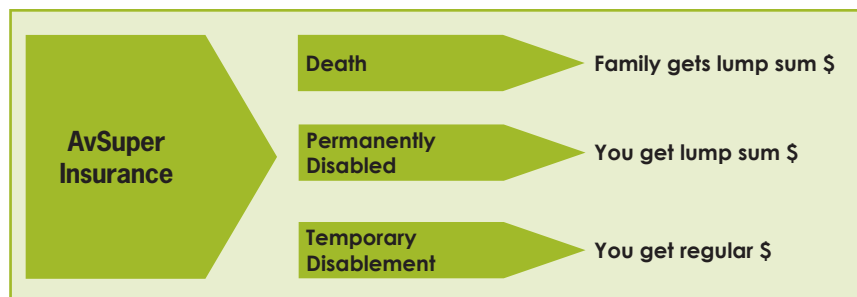 AvSuper
Insurance
Death
Family gets lump sum $
Permanently
Disabled
You get lump sum $
Temporary
Disablement
You get regular $